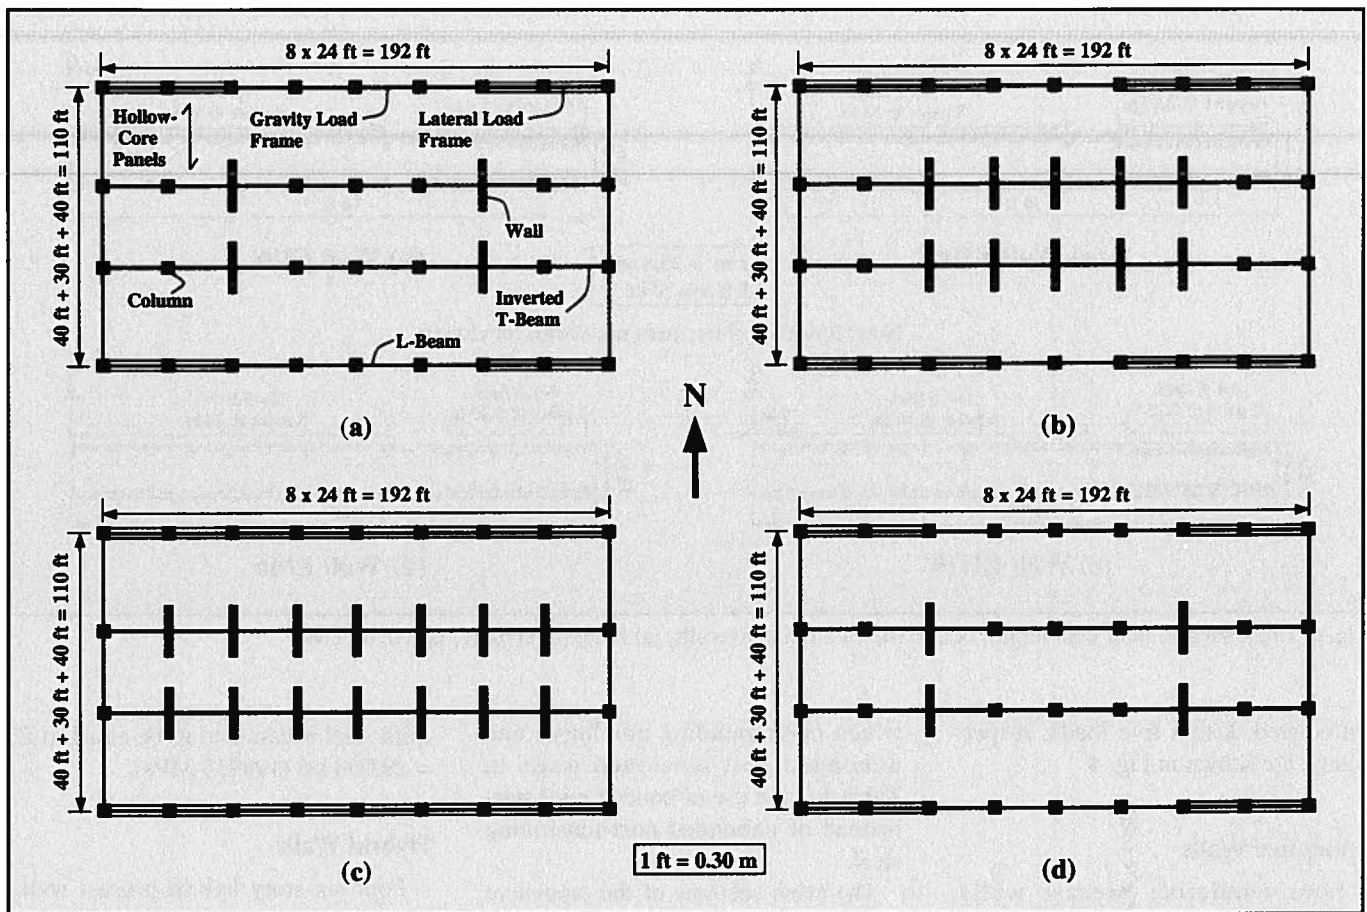 8 x 24 ft = 192 ft
40 ft + 30 ft + 40 ft = 110 ft
Hollow-
Core
Panels
Gravity Load
Frame
Lateral Load
Frame
Wall
Column
Inverted
T-Beam
L-Beam
(a)
8 x 24 ft = 192 ft
40 ft + 30 ft + 40 ft = 110 ft
(b)
N
8 x 24 ft = 192 ft
40 ft + 30 ft + 40 ft = 110 ft
(c)
1 ft = 0.30 m
8 x 24 ft = 192 ft
40 ft + 30 ft + 40 ft = 110 ft
(d)